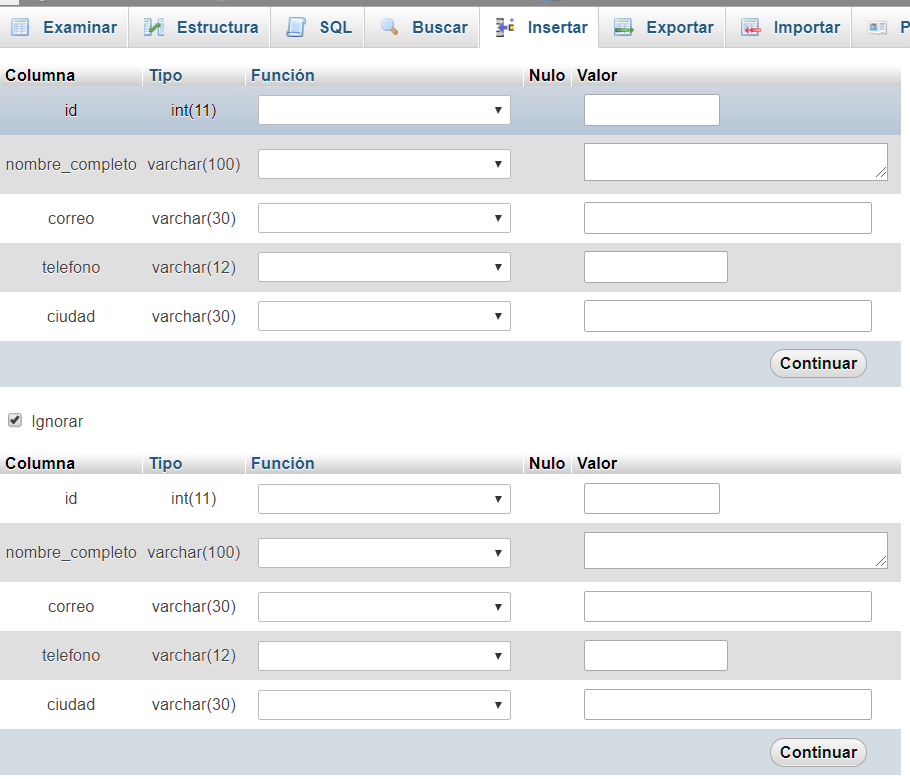 Examinar Estructura SQL Buscar Insertar Exportar Importar P
Columna Tipo Función Nulo Valor
id int(11)
nombre_completo varchar(100)
correo varchar(30)
telefono varchar(12)
ciudad varchar(30)
Continuar
Ignorar
Columna Tipo Función Nulo Valor
id int(11)
nombre_completo varchar(100)
correo varchar(30)
telefono varchar(12)
ciudad varchar(30)
Continuar